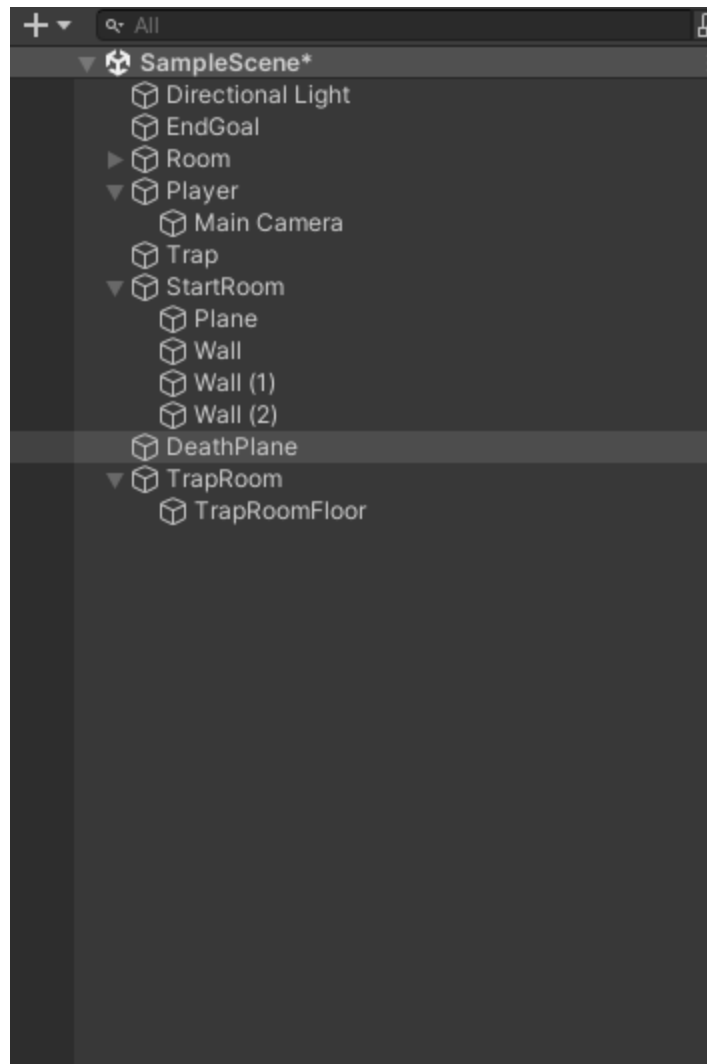 All
SampleScene*
Directional Light
EndGoal
Room
Player
Main Camera
Trap
StartRoom
Plane
Wall
Wall (1)
Wall (2)
DeathPlane
TrapRoom
TrapRoomFloor